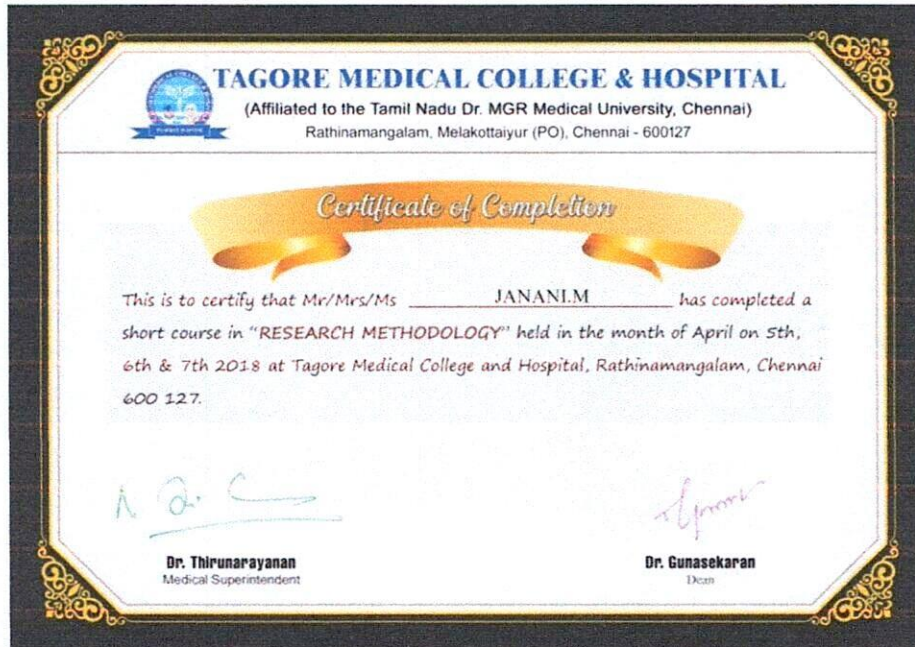 TAGORE MEDICAL COLLEGE & HOSPITAL
(Affiliated to the Tamil Nadu Dr. MGR Medical University, Chennai)
Rathinamangalam, Melakottaiyur (PO), Chennai - 600127
Certificate of Completion
This is to certify that Mr/Mrs/Ms JANANI.M has completed a
short course in "RESEARCH METHODOLOGY" held in the month of April on 5th,
6th & 7th 2018 at Tagore Medical College and Hospital, Rathinamangalam, Chennai
600 127.
Dr. Thirunarayanan
Medical Superintendent
Dr. Gunasekaran
Dean